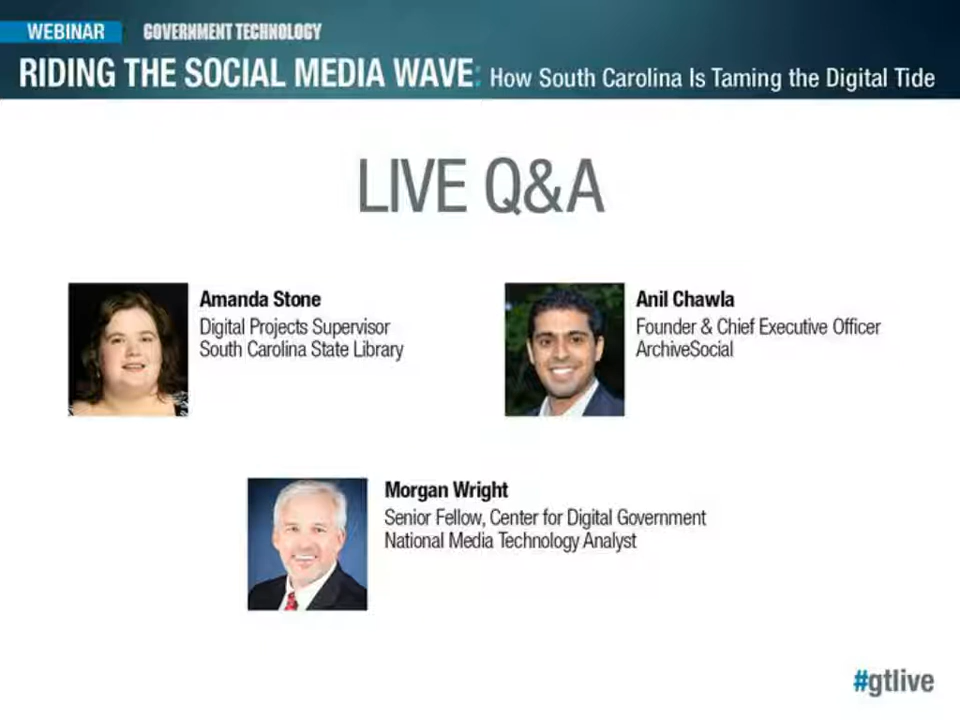 WEBINAR GOVERNMENT TECHNOLOGY
RIDING THE SOCIAL MEDIA WAVE: How South Carolina Is Taming the Digital Tide
LIVE Q&A
Amanda Stone
Digital Projects Supervisor
South Carolina State Library
Anil Chawla
Founder & Chief Executive Officer
ArchiveSocial
Morgan Wright
Senior Fellow, Center for Digital Government
National Media Technology Analyst
#gtlive